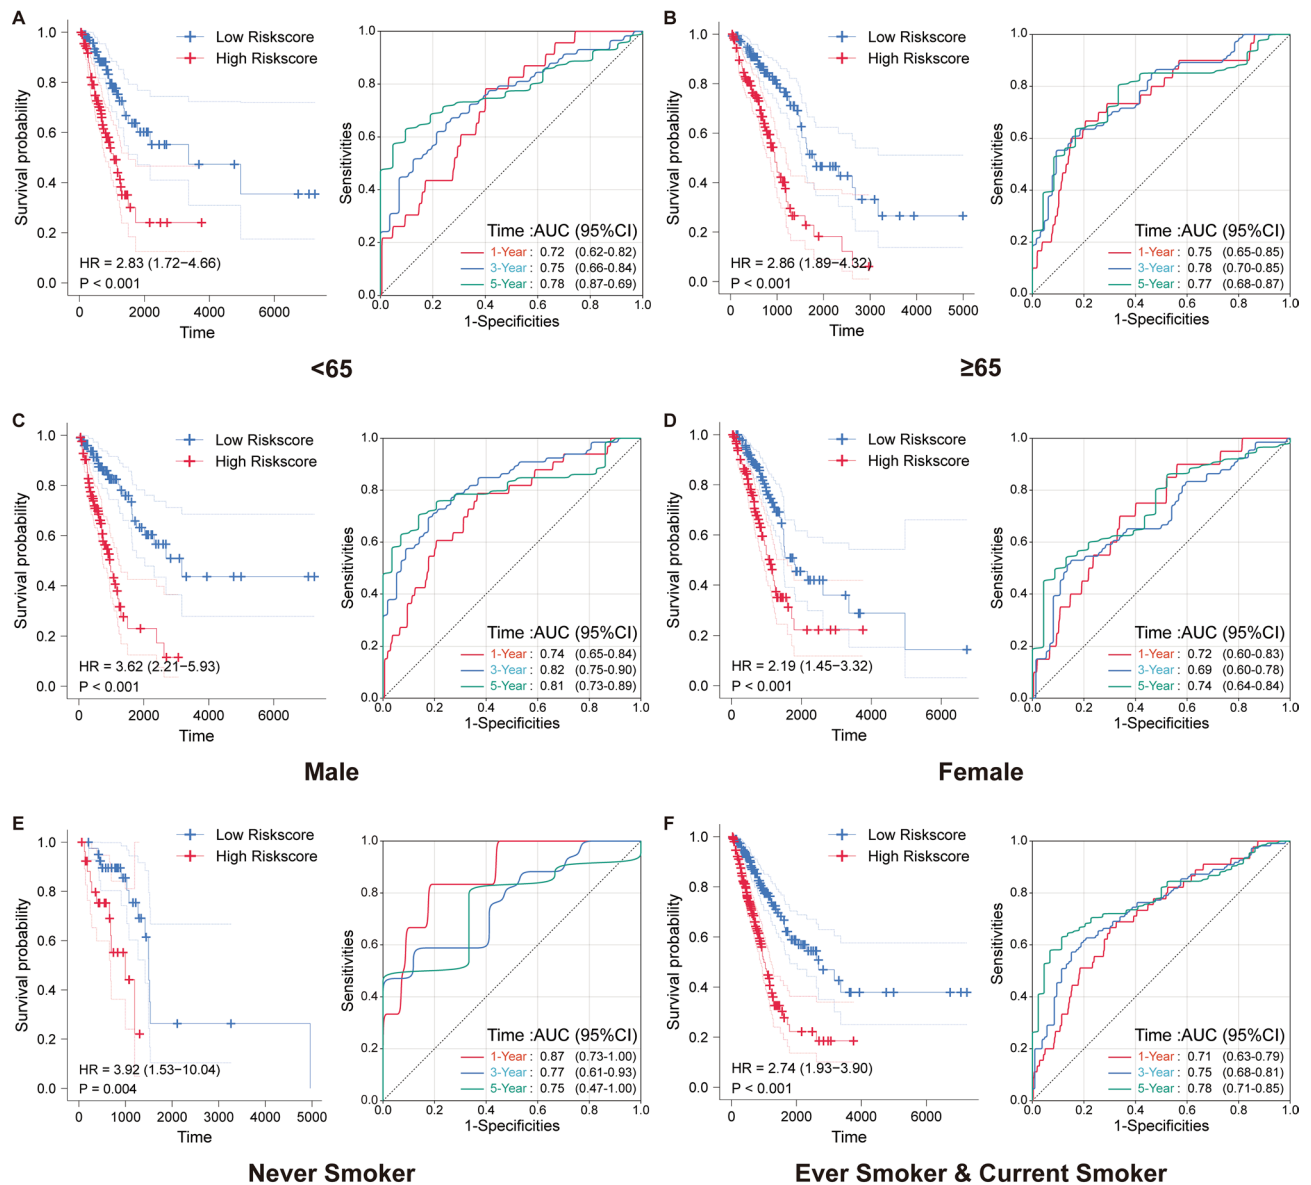 A
Low Riskscore
High Riskscore
1.0
0.8
0.6
0.4
0.2
0.0
Survival probability
HR = 2.83 (1.72−4.66)
P < 0.001
0 2000 4000 6000
Time
1.0
0.8
0.6
0.4
0.2
0.0
Sensitivities
Time :AUC (95%CI)
1-Year : 0.72 (0.62-0.82)
3-Year : 0.75 (0.66-0.84)
5-Year : 0.78 (0.87-0.69)
0.0 0.2 0.4 0.6 0.8 1.0
1-Specificities
<65
B
Low Riskscore
High Riskscore
1.0
0.8
0.6
0.4
0.2
0.0
Survival probability
HR = 2.86 (1.89−4.32)
P < 0.001
0 1000 2000 3000 4000 5000
Time
1.0
0.8
0.6
0.4
0.2
0.0
Sensitivities
Time :AUC (95%CI)
1-Year : 0.75 (0.65-0.85)
3-Year : 0.78 (0.70-0.85)
5-Year : 0.77 (0.68-0.87)
0.0 0.2 0.4 0.6 0.8 1.0
1-Specificities
≥65
C
Low Riskscore
High Riskscore
1.0
0.8
0.6
0.4
0.2
0.0
Survival probability
HR = 3.62 (2.21−5.93)
P < 0.001
0 2000 4000 6000
Time
1.0
0.8
0.6
0.4
0.2
0.0
Sensitivities
Time :AUC (95%CI)
1-Year : 0.74 (0.65-0.84)
3-Year : 0.82 (0.75-0.90)
5-Year : 0.81 (0.73-0.89)
0.0 0.2 0.4 0.6 0.8 1.0
1-Specificities
Male
D
Low Riskscore
High Riskscore
1.0
0.8
0.6
0.4
0.2
0.0
Survival probability
HR = 2.19 (1.45−3.32)
P < 0.001
0 2000 4000 6000
Time
1.0
0.8
0.6
0.4
0.2
0.0
Sensitivities
Time :AUC (95%CI)
1-Year : 0.72 (0.60-0.83)
3-Year : 0.69 (0.60-0.78)
5-Year : 0.74 (0.64-0.84)
0.0 0.2 0.4 0.6 0.8 1.0
1-Specificities
Female
E
Low Riskscore
High Riskscore
1.0
0.8
0.6
0.4
0.2
0.0
Survival probability
HR = 3.92 (1.53−10.04)
P = 0.004
0 1000 2000 3000 4000 5000
Time
1.0
0.8
0.6
0.4
0.2
0.0
Sensitivities
Time :AUC (95%CI)
1-Year : 0.87 (0.73-1.00)
3-Year : 0.77 (0.61-0.93)
5-Year : 0.75 (0.47-1.00)
0.0 0.2 0.4 0.6 0.8 1.0
1-Specificities
Never Smoker
F
Low Riskscore
High Riskscore
1.0
0.8
0.6
0.4
0.2
0.0
Survival probability
HR = 2.74 (1.93−3.90)
P < 0.001
0 2000 4000 6000
Time
1.0
0.8
0.6
0.4
0.2
0.0
Sensitivities
Time :AUC (95%CI)
1-Year : 0.71 (0.63-0.79)
3-Year : 0.75 (0.68-0.81)
5-Year : 0.78 (0.71-0.85)
0.0 0.2 0.4 0.6 0.8 1.0
1-Specificities
Ever Smoker & Current Smoker